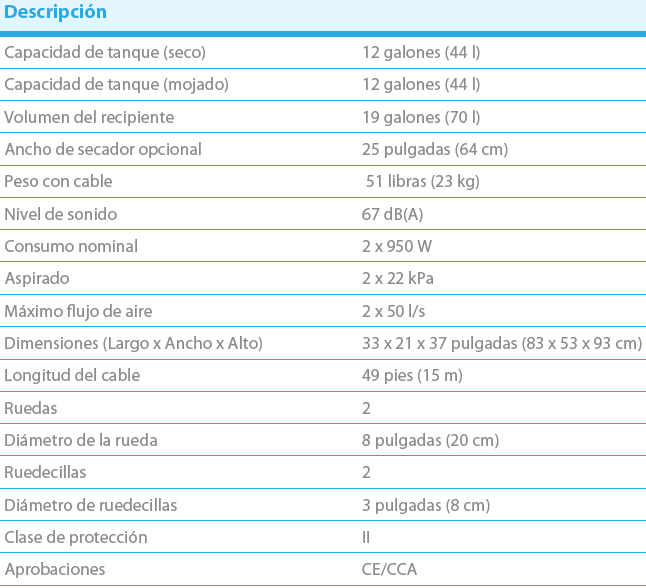 Descripción
Capacidad de tanque (seco) 12 galones (44 l)
Capacidad de tanque (mojado) 12 galones (44 l)
Volumen del recipiente 19 galones (70 l)
Ancho de secador opcional 25 pulgadas (64 cm)
Peso con cable 51 libras (23 kg)
Nivel de sonido 67 dB(A)
Consumo nominal 2 x 950 W
Aspirado 2 x 22 kPa
Máximo flujo de aire 2 x 50 l/s
Dimensiones (Largo x Ancho x Alto) 33 x 21 x 37 pulgadas (83 x 53 x 93 cm)
Longitud del cable 49 pies (15 m)
Ruedas 2
Diámetro de la rueda 8 pulgadas (20 cm)
Ruedecillas 2
Diámetro de ruedecillas 3 pulgadas (8 cm)
Clase de protección II
Aprobaciones CE/CCA